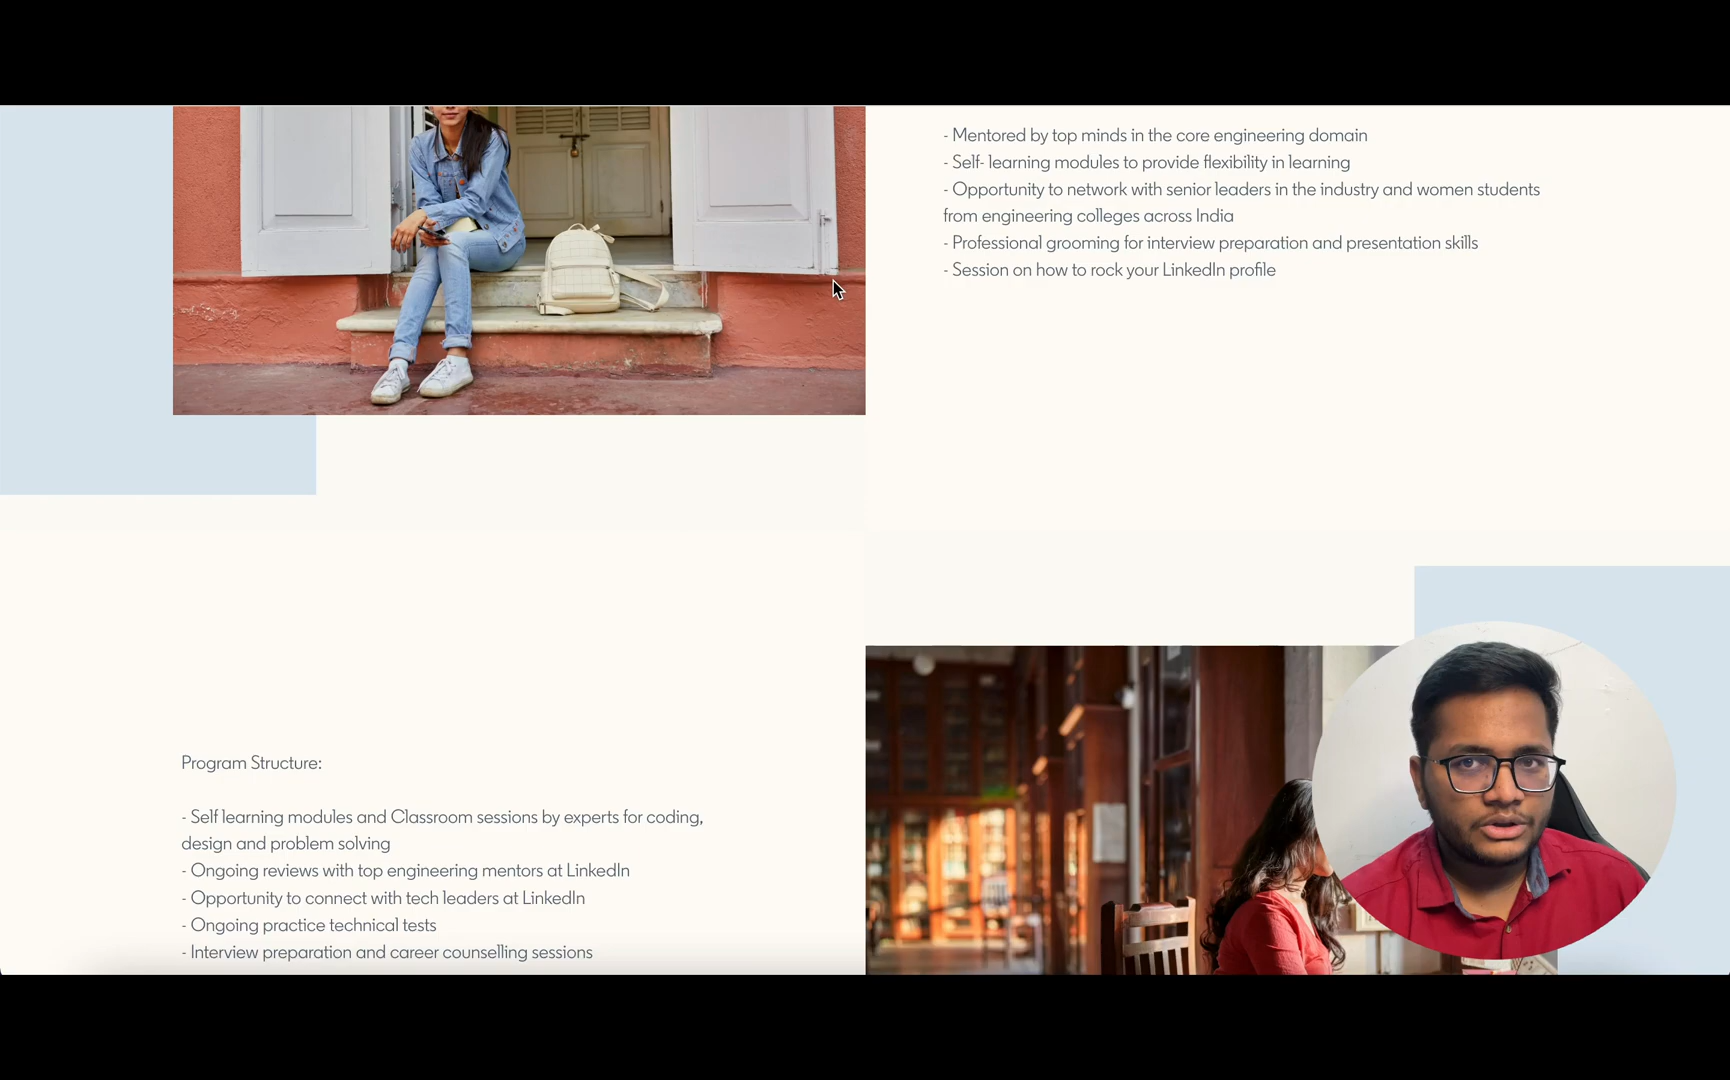 - Mentored by top minds in the core engineering domain
- Self- learning modules to provide flexibility in learning
- Opportunity to network with senior leaders in the industry and women students
from engineering colleges across India
- Professional grooming for interview preparation and presentation skills
- Session on how to rock your LinkedIn profile
Program Structure:
- Self learning modules and Classroom sessions by experts for coding,
design and problem solving
- Ongoing reviews with top engineering mentors at LinkedIn
- Opportunity to connect with tech leaders at LinkedIn
- Ongoing practice technical tests
- Interview preparation and career counselling sessions